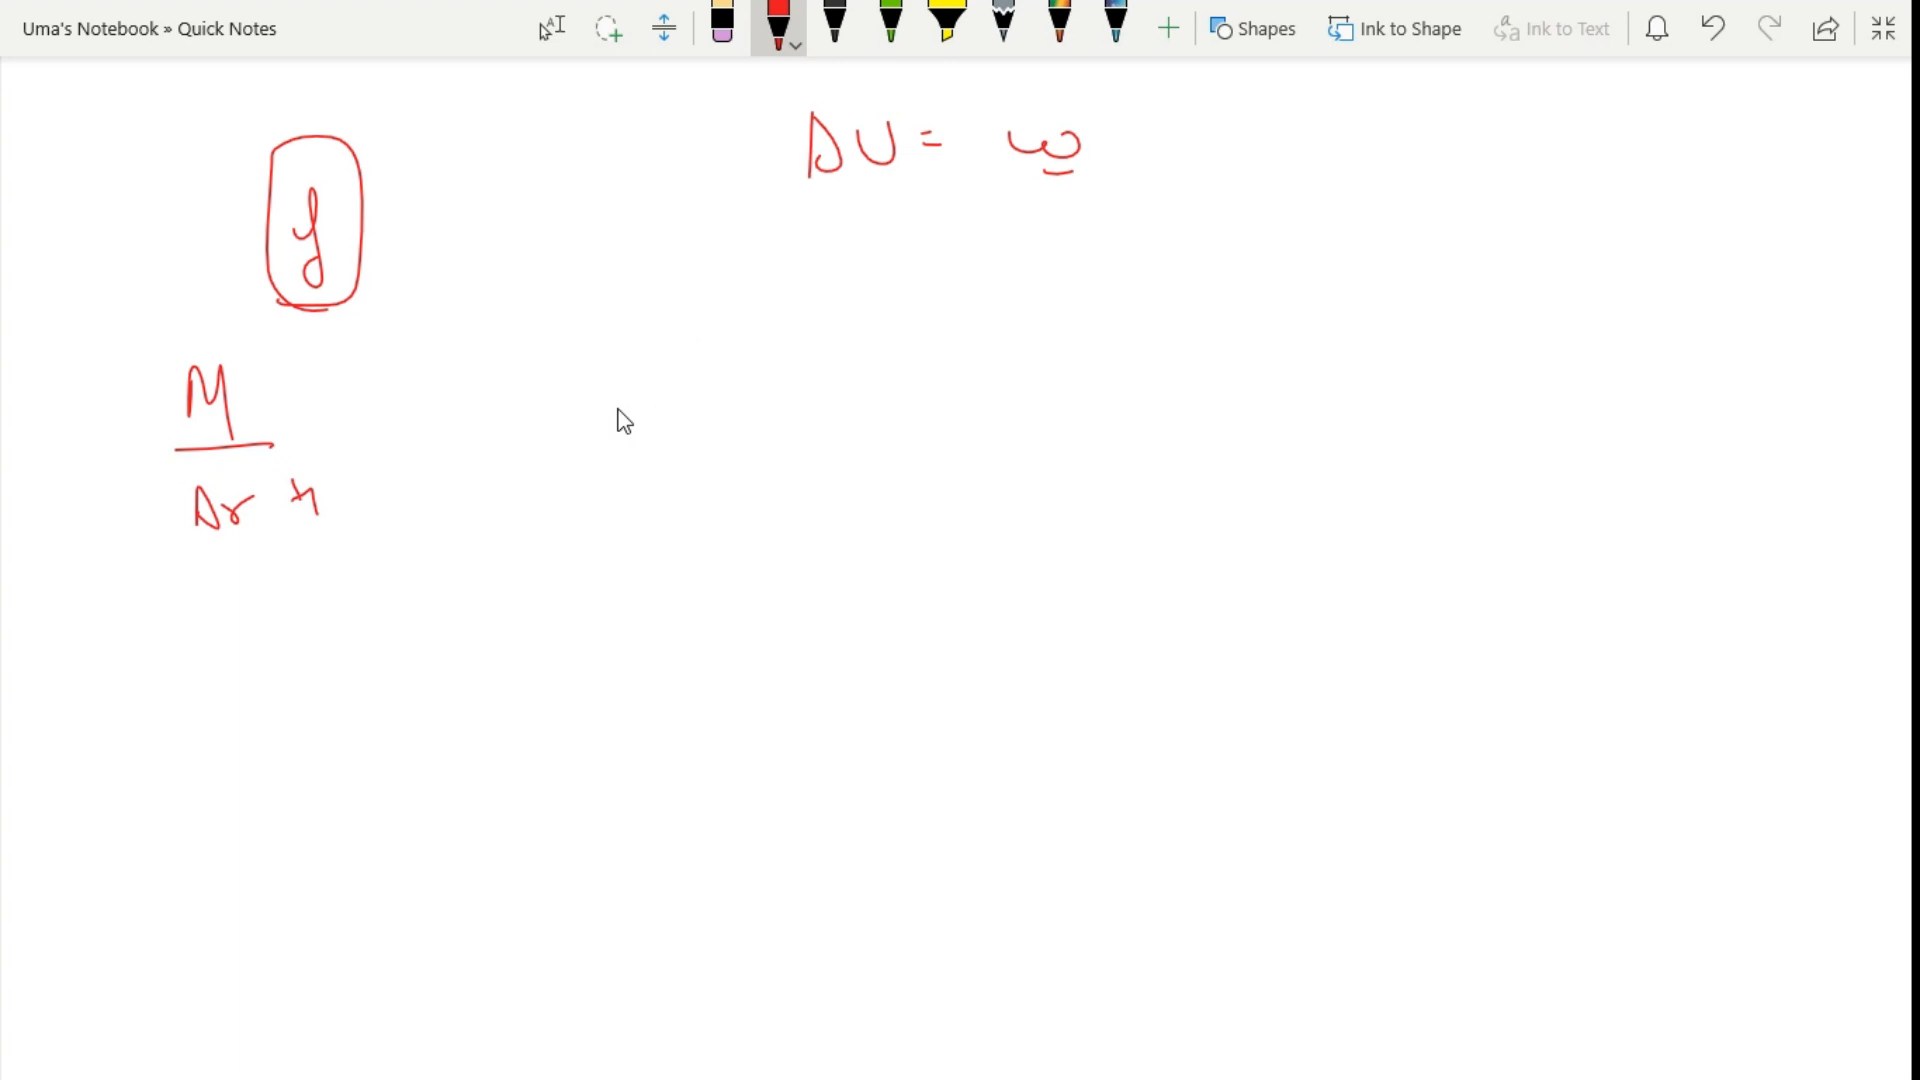 Uma's Notebook » Quick Notes
Shapes
Ink to Shape
Ink to Text
ΔU = ω
y
M
Δr